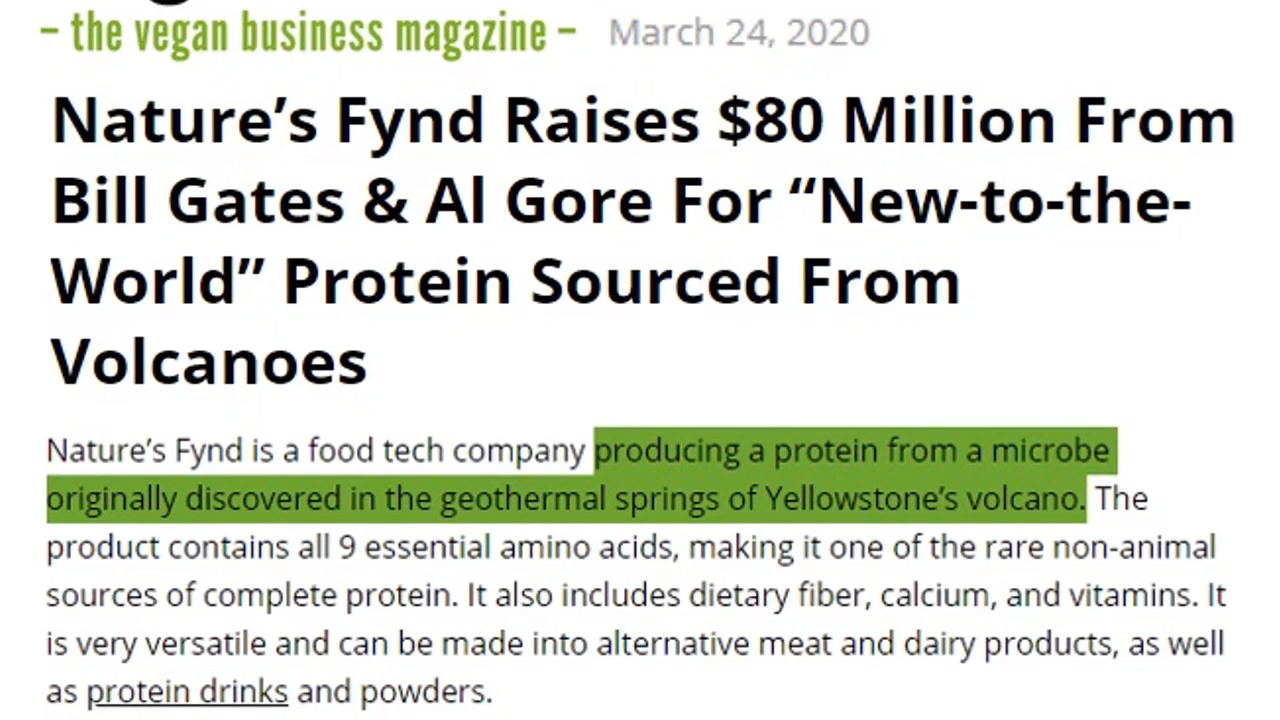 – the vegan business magazine – March 24, 2020
Nature’s Fynd Raises $80 Million From
Bill Gates & Al Gore For “New-to-the-
World” Protein Sourced From
Volcanoes
Nature’s Fynd is a food tech company producing a protein from a microbe
originally discovered in the geothermal springs of Yellowstone’s volcano. The
product contains all 9 essential amino acids, making it one of the rare non-animal
sources of complete protein. It also includes dietary fiber, calcium, and vitamins. It
is very versatile and can be made into alternative meat and dairy products, as well
as protein drinks and powders.